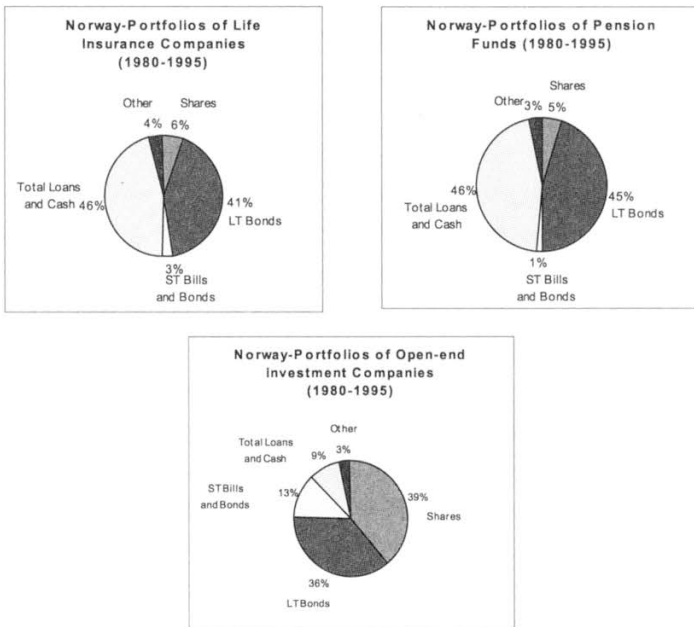 Norway-Portfolios of Life
Insurance Companies
(1980-1995)
Other
Shares
4%
6%
Total Loans
and Cash 46%
41%
LT Bonds
3%
ST Bills
and Bonds
Norway-Portfolios of Pension
Funds (1980-1995)
Shares
Other 3%
5%
46%
Total Loans
and Cash
45%
LT Bonds
1%
ST Bills
and Bonds
Norway-Portfolios of Open-end
investment Companies
(1980-1995)
Other
Total Loans
and Cash
9%
3%
ST Bills
and Bonds
13%
39%
Shares
36%
LT Bonds